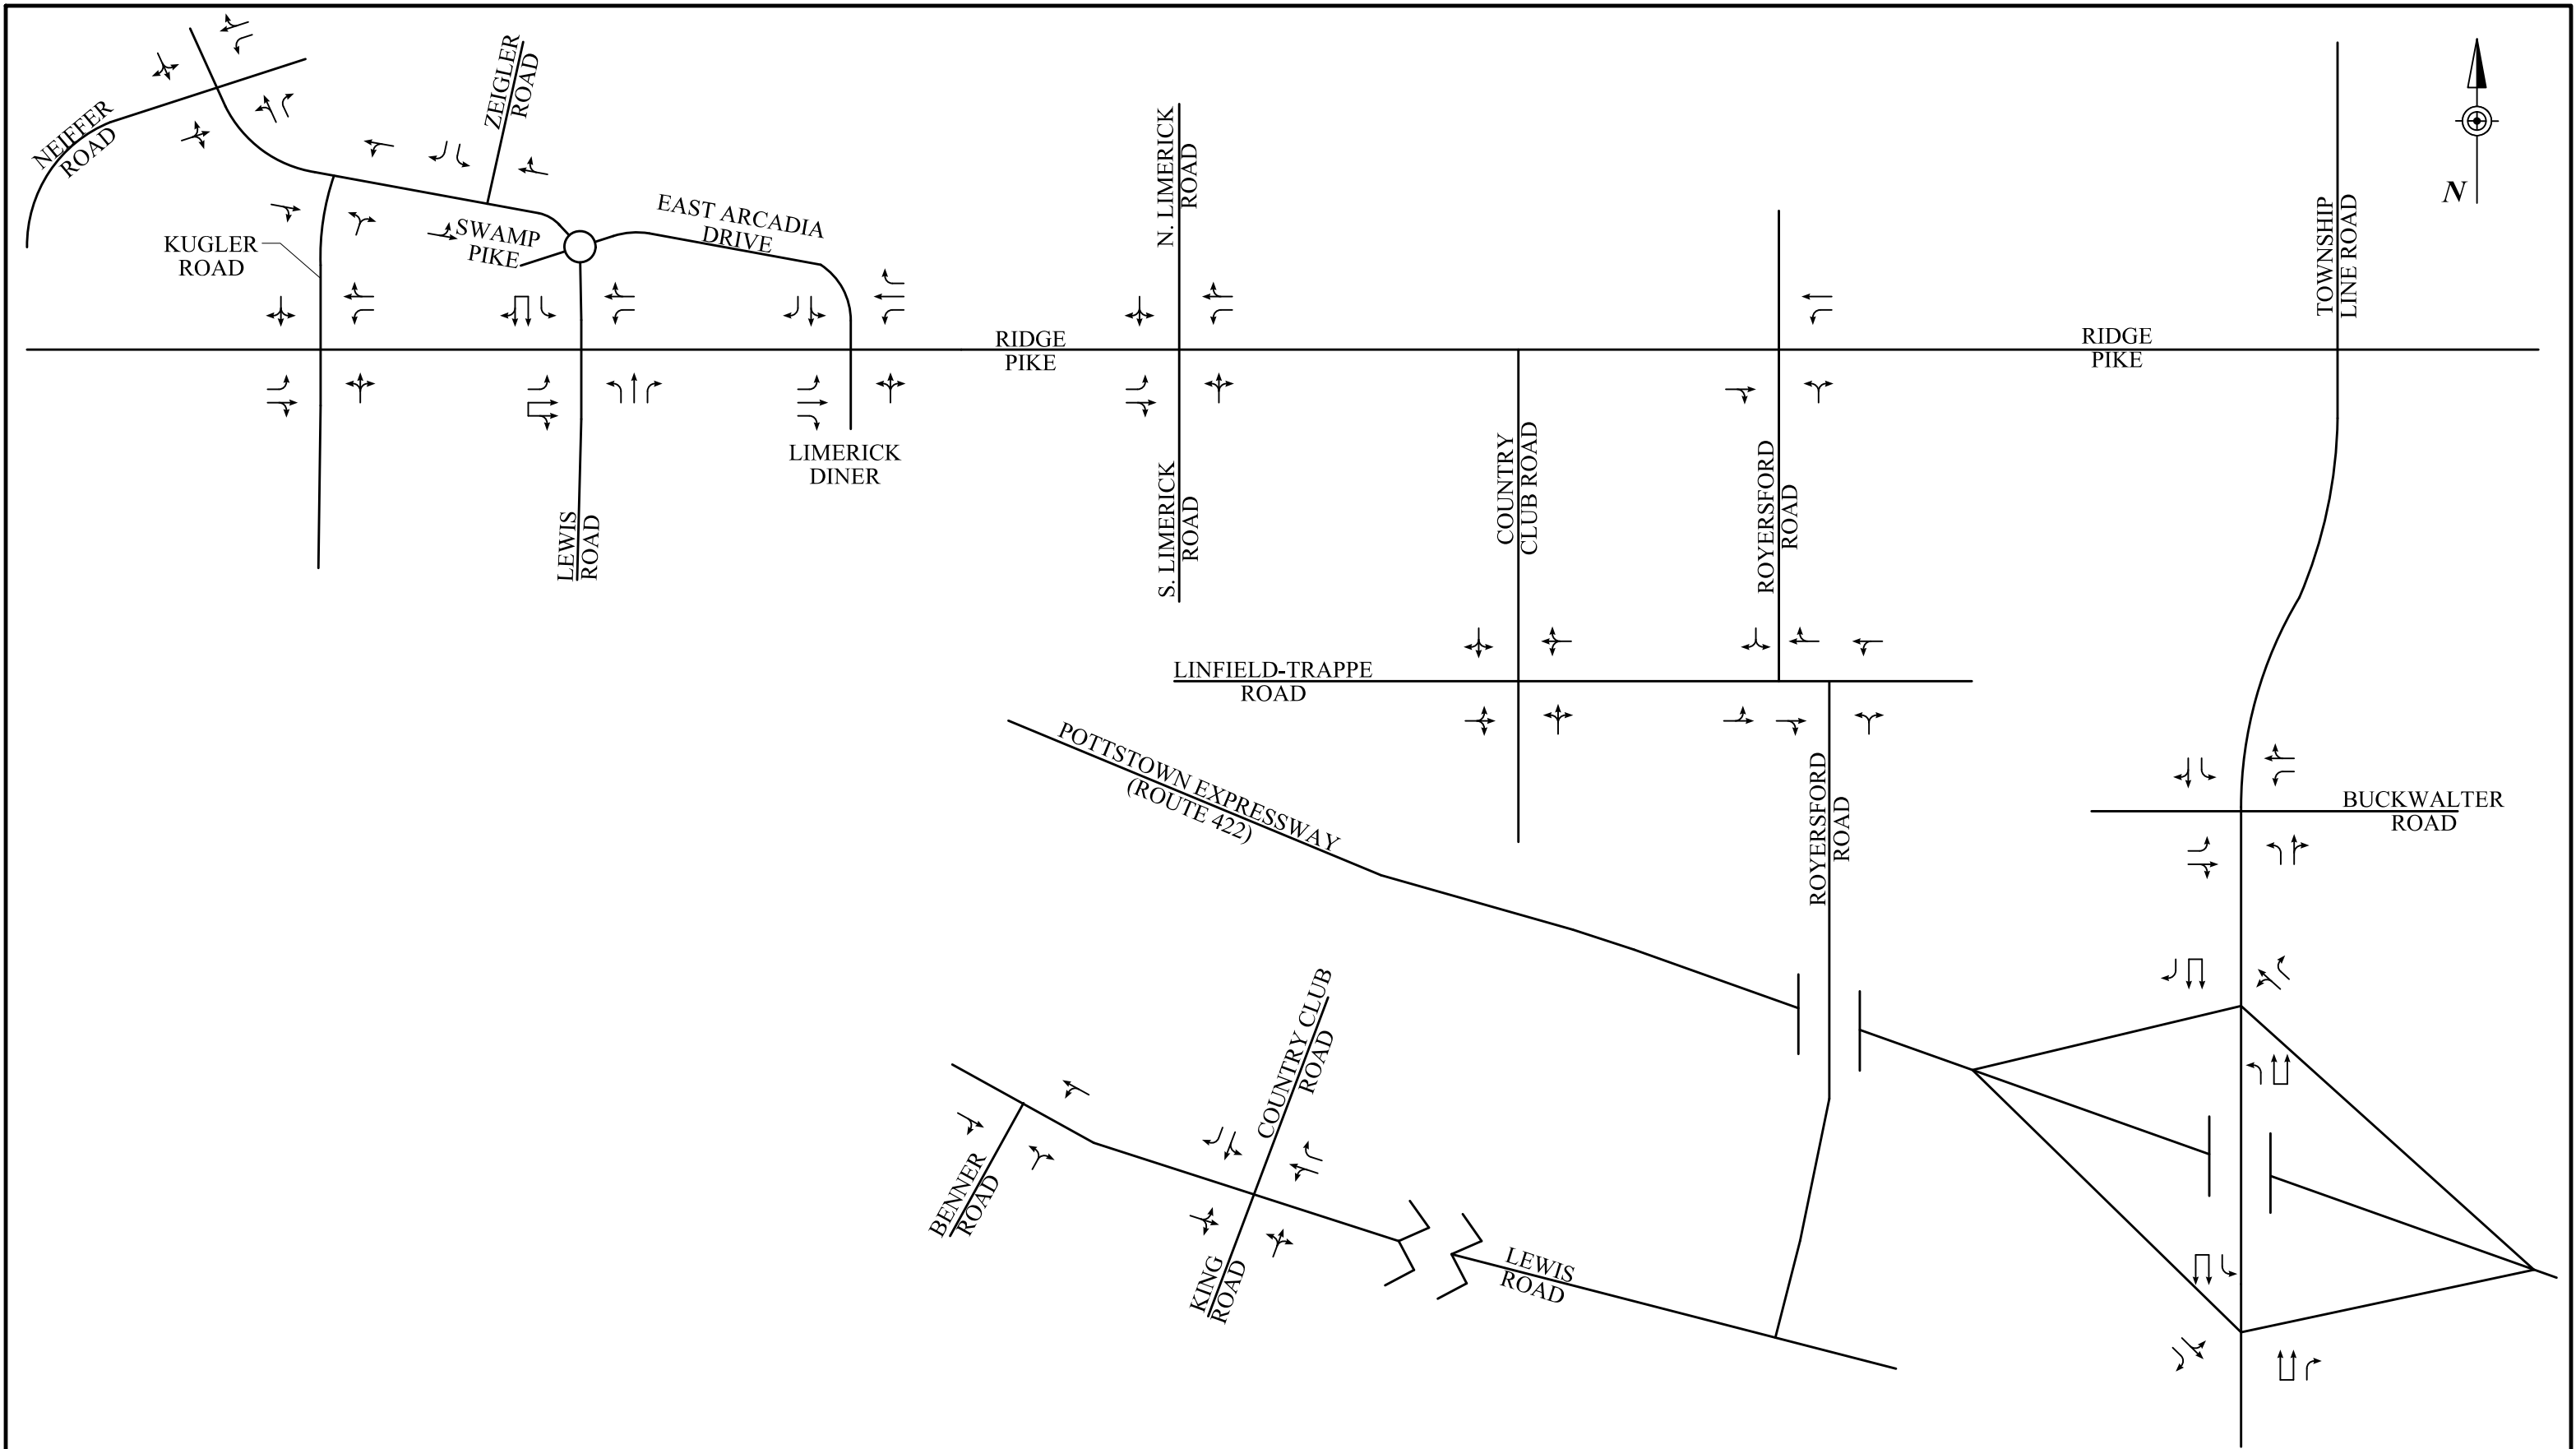 NEIFFER
ROAD
ZEIGLER
ROAD
SWAMP
PIKE
EAST ARCADIA
DRIVE
KUGLER
ROAD
N. LIMERICK
ROAD
TOWNSHIP
LINE ROAD
N
RIDGE
PIKE
RIDGE
PIKE
LIMERICK
DINER
LEWIS
ROAD
S. LIMERICK
ROAD
COUNTRY
CLUB ROAD
ROYERSFORD
ROAD
LINFIELD-TRAPPE
ROAD
POTTSTOWN EXPRESSWAY
(ROUTE 422)
ROYERSFORD
ROAD
BUCKWALTER
ROAD
COUNTRY CLUB
ROAD
BENNER
ROAD
KING
ROAD
LEWIS
ROAD